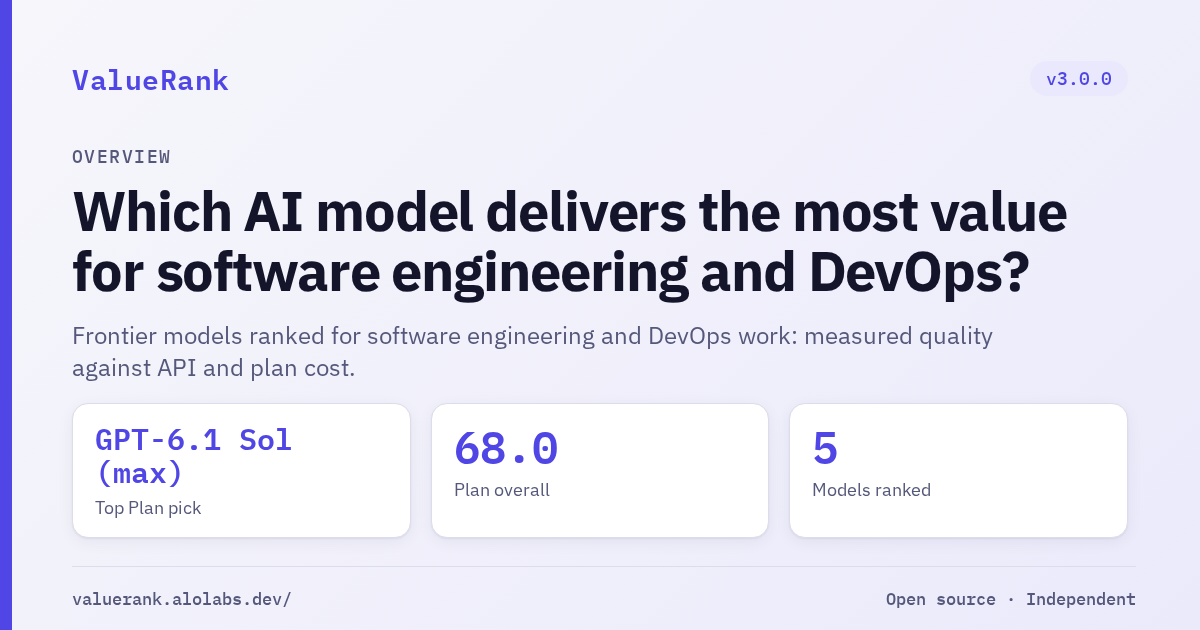 ValueRank
v3.0.0
OVERVIEW
Which AI model delivers the most value
for software engineering and DevOps?
Frontier models ranked for software engineering and DevOps work: measured quality
against API and plan cost.
GPT-6.1 Sol
(max)
Top Plan pick
68.0
Plan overall
5
Models ranked
valuerank.alolabs.dev/
Open source · Independent